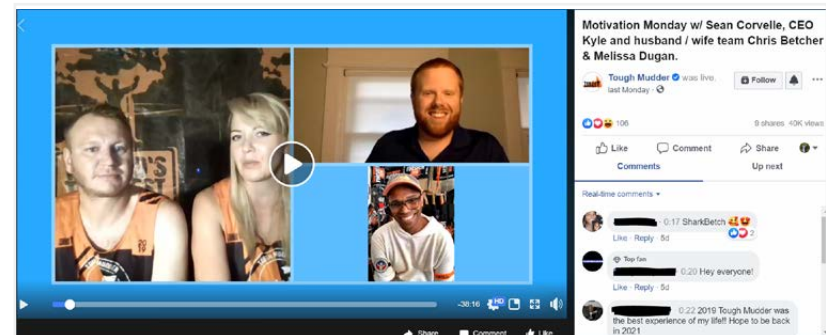 Motivation Monday w/ Sean Corvelle, CEO
Kyle and husband / wife team Chris Betcher
& Melissa Dugan.
Tough Mudder was live.
last Monday ·
Follow
106
9 shares 40K views
Like Comment Share
Comments Up next
Real-time comments
· 0:17 SharkBetch
2
Like · Reply · 5d
Top fan
· 0:20 Hey everyone!
Like · Reply · 5d
· 0:22 2019 Tough Mudder was
the best experience of my life!! Hope to be back
in 2021
-38:16 HD
Share Comment Like